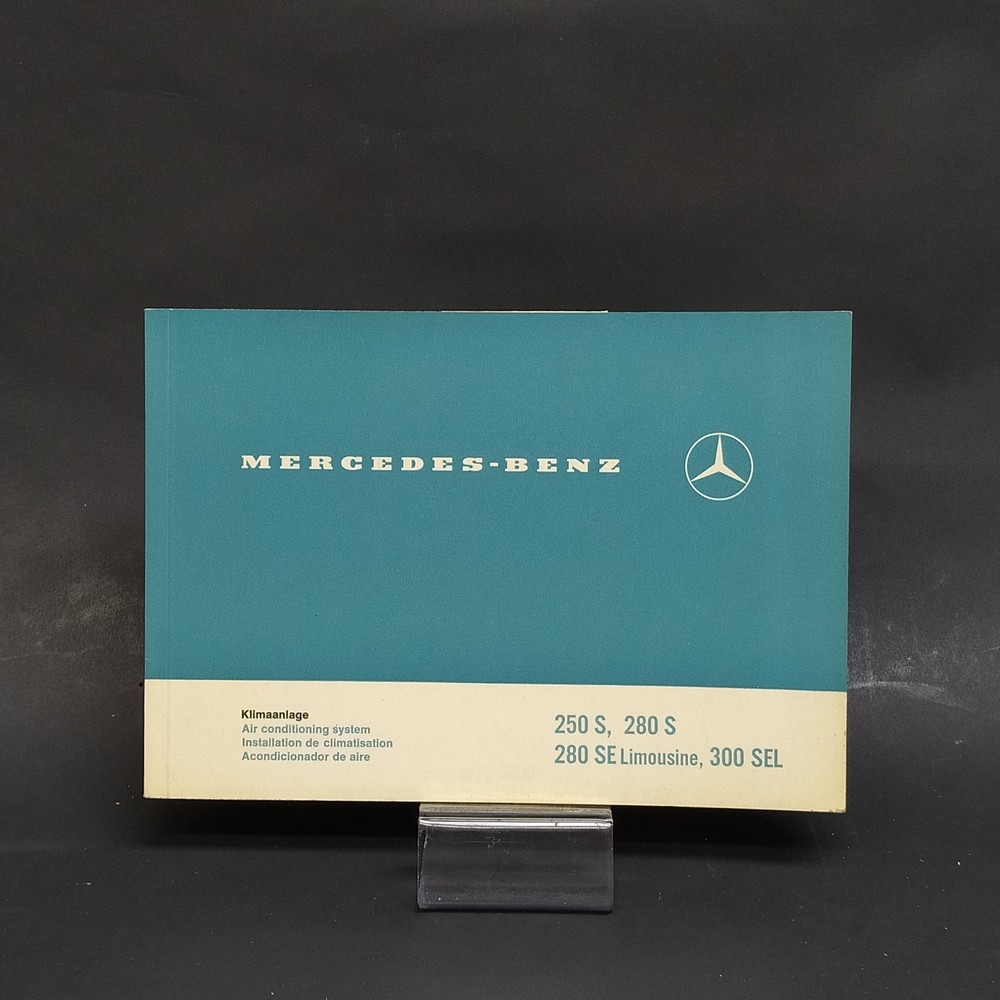 MERCEDES-BENZ
Klimaanlage
Air conditioning system
Installation de climatisation
Acondicionador de aire
250 S, 280 S
280 SE Limousine, 300 SEL